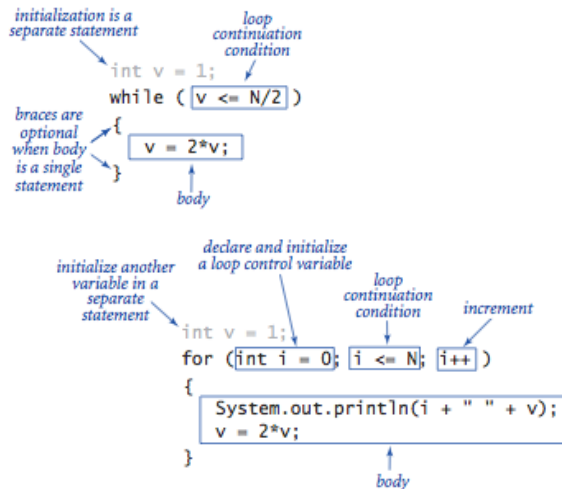 initialization is a
separate statement
loop
continuation
condition
int v = 1;
while ( v <= N/2 )
braces are
optional
when body
is a single
statement
{
v = 2*v;
}
body
declare and initialize
a loop control variable
initialize another
variable in a
separate
statement
loop
continuation
condition
increment
int v = 1;
for (int i = 0; i <= N; i++ )
{
System.out.println(i + " " + v);
v = 2*v;
}
body